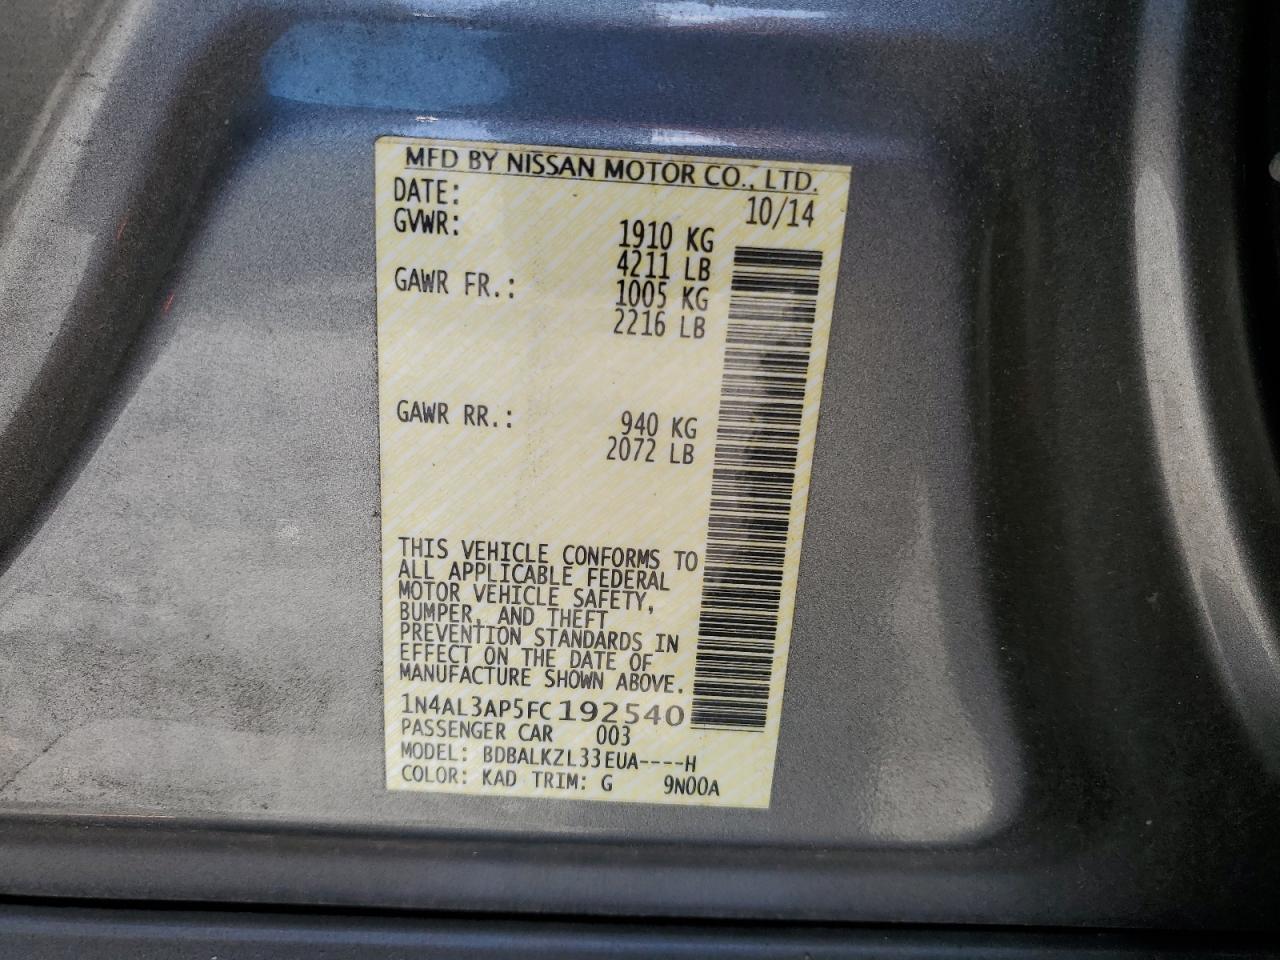 MFD BY NISSAN MOTOR CO., LTD.
DATE: 10/14
GVWR: 1910 KG
4211 LB
GAWR FR.: 1005 KG
2216 LB
GAWR RR.: 940 KG
2072 LB
THIS VEHICLE CONFORMS TO
ALL APPLICABLE FEDERAL
MOTOR VEHICLE SAFETY,
BUMPER, AND THEFT
PREVENTION STANDARDS IN
EFFECT ON THE DATE OF
MANUFACTURE SHOWN ABOVE.
1N4AL3AP5FC192540
PASSENGER CAR 003
MODEL: BDBALKZL33EUA----H
COLOR: KAD TRIM: G 9N00A